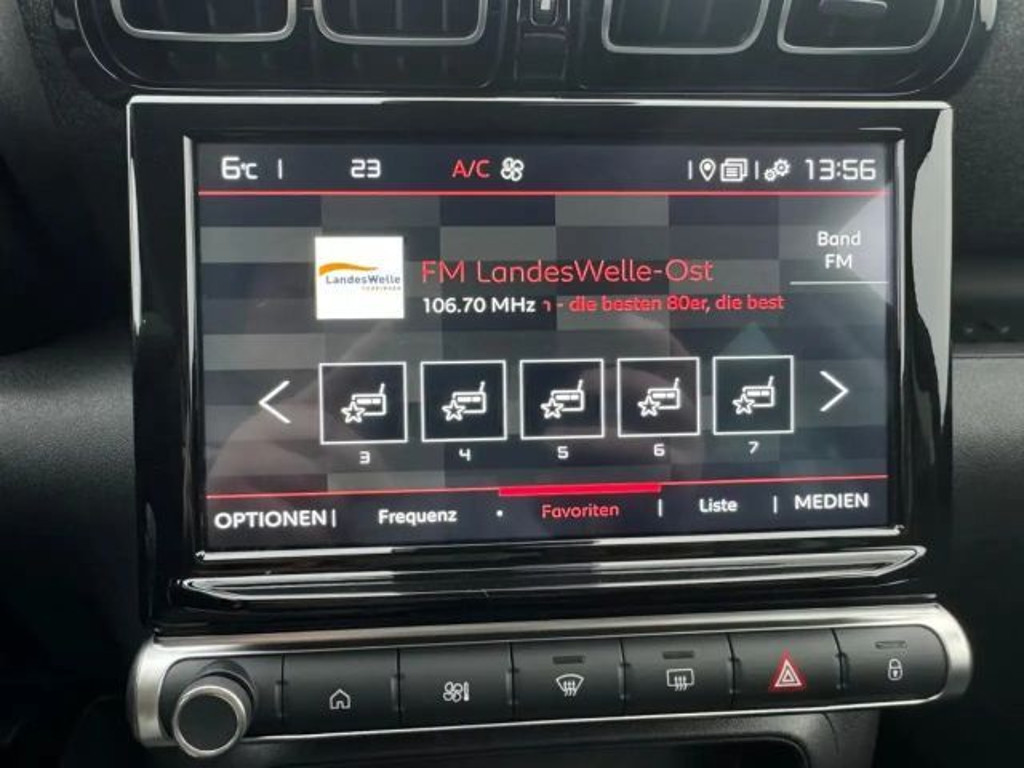 6°C | 23 A/C | | 13:56
Band
FM
LandesWelle
THÜRINGEN
FM LandesWelle-Ost
106.70 MHz n - die besten 80er, die best
3 4 5 6 7
OPTIONEN | Frequenz • Favoriten | Liste | MEDIEN